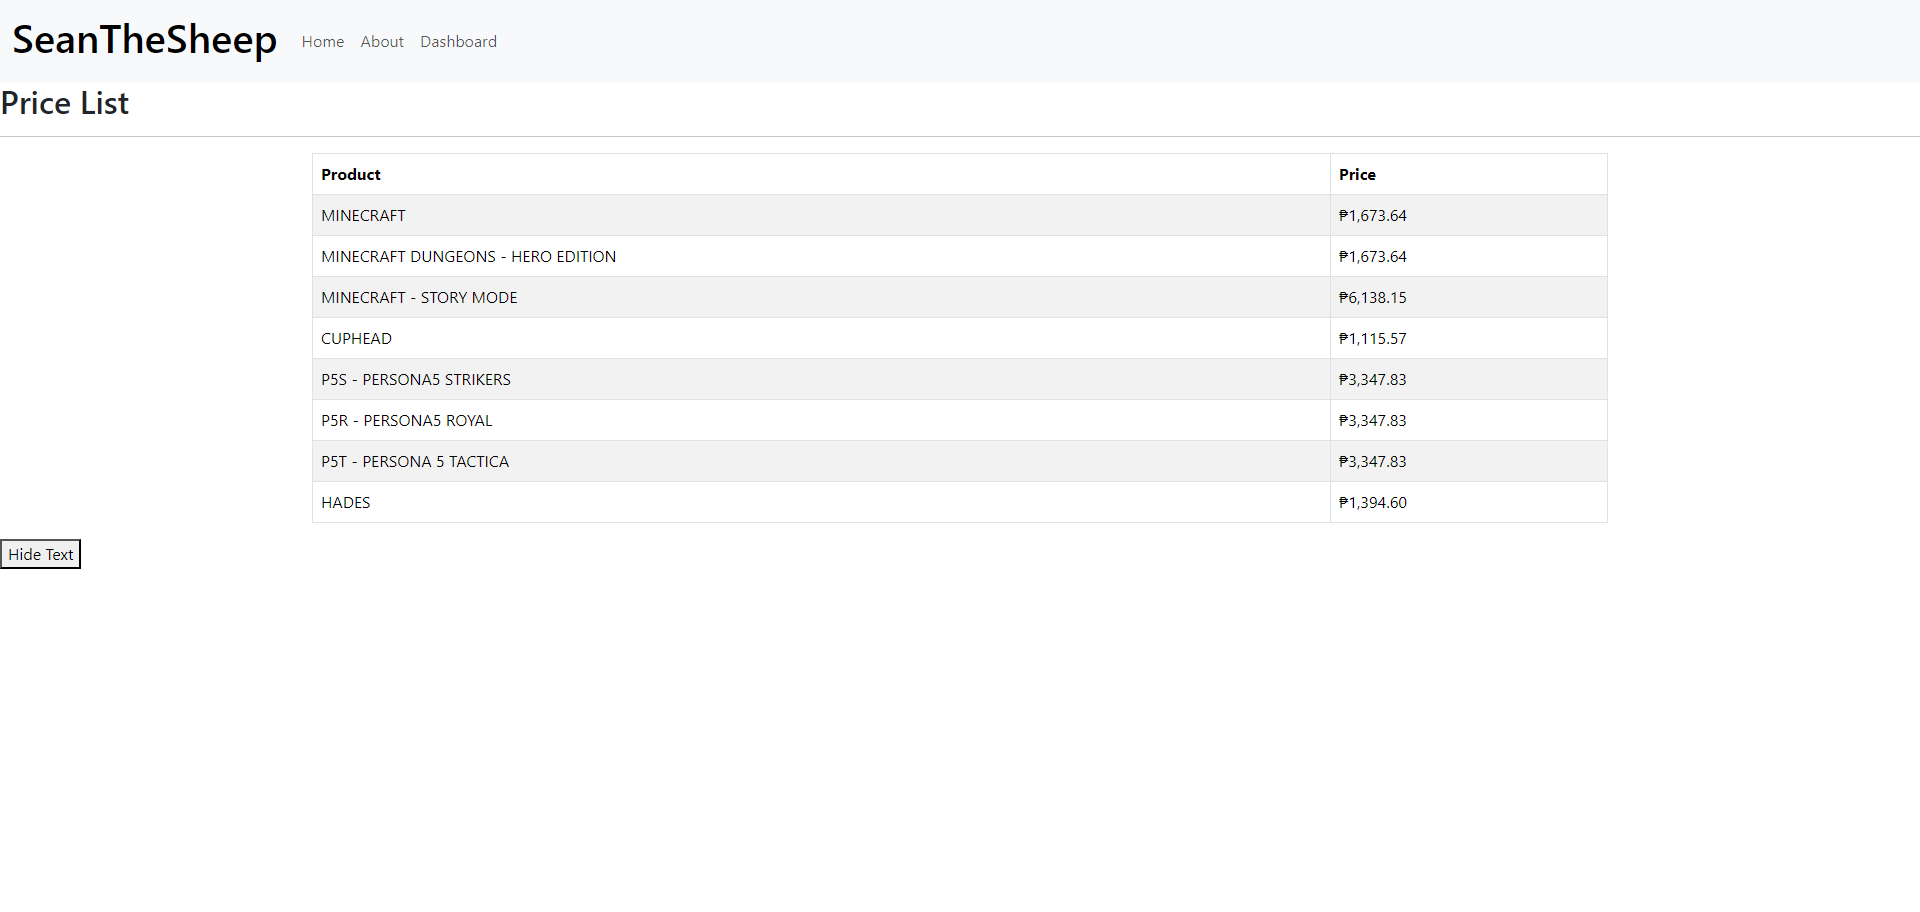 SeanTheSheep Home About Dashboard
Price List
Product Price
MINECRAFT ₱1,673.64
MINECRAFT DUNGEONS - HERO EDITION ₱1,673.64
MINECRAFT - STORY MODE ₱6,138.15
CUPHEAD ₱1,115.57
P5S - PERSONA5 STRIKERS ₱3,347.83
P5R - PERSONA5 ROYAL ₱3,347.83
P5T - PERSONA 5 TACTICA ₱3,347.83
HADES ₱1,394.60
Hide Text